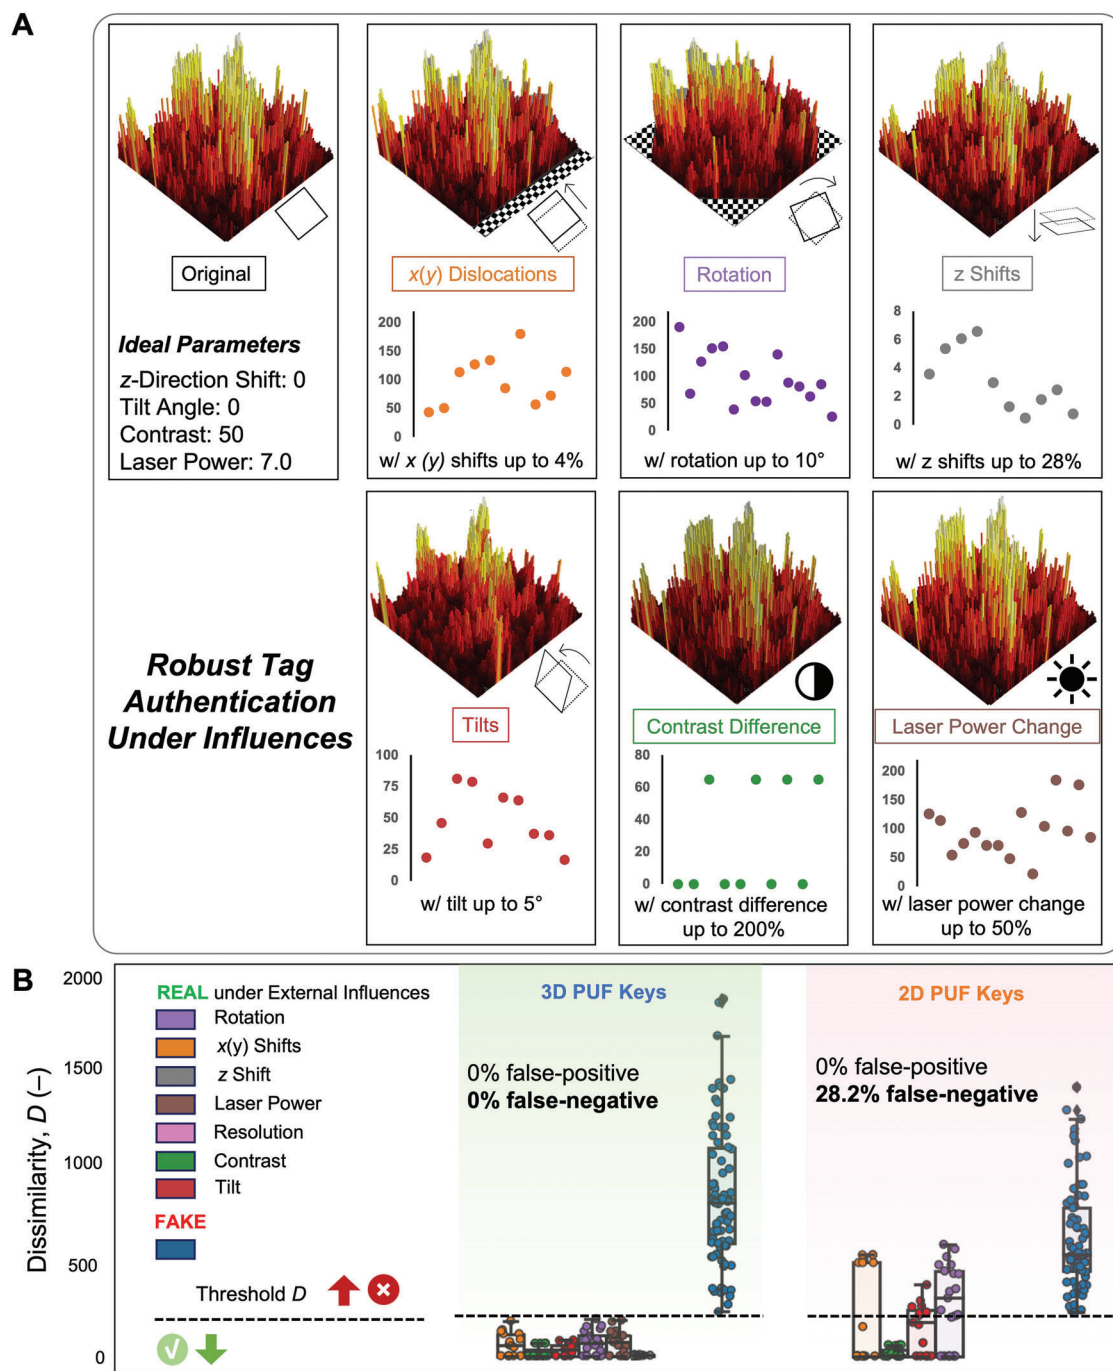 A
Original
x(y) Dislocations
Rotation
z Shifts
Ideal Parameters
z-Direction Shift: 0
Tilt Angle: 0
Contrast: 50
Laser Power: 7.0
200
150
100
50
0
w/ x (y) shifts up to 4%
200
150
100
50
0
w/ rotation up to 10°
8
6
4
2
0
w/ z shifts up to 28%
Robust Tag
Authentication
Under Influences
Tilts
Contrast Difference
Laser Power Change
100
75
50
25
0
w/ tilt up to 5°
80
60
40
20
0
w/ contrast difference
up to 200%
200
150
100
50
0
w/ laser power change
up to 50%
B
Dissimilarity, D (–)
2000
1500
1000
500
0
REAL under External Influences
Rotation
x(y) Shifts
z Shift
Laser Power
Resolution
Contrast
Tilt
FAKE
Threshold D
3D PUF Keys
0% false-positive
0% false-negative
2D PUF Keys
0% false-positive
28.2% false-negative